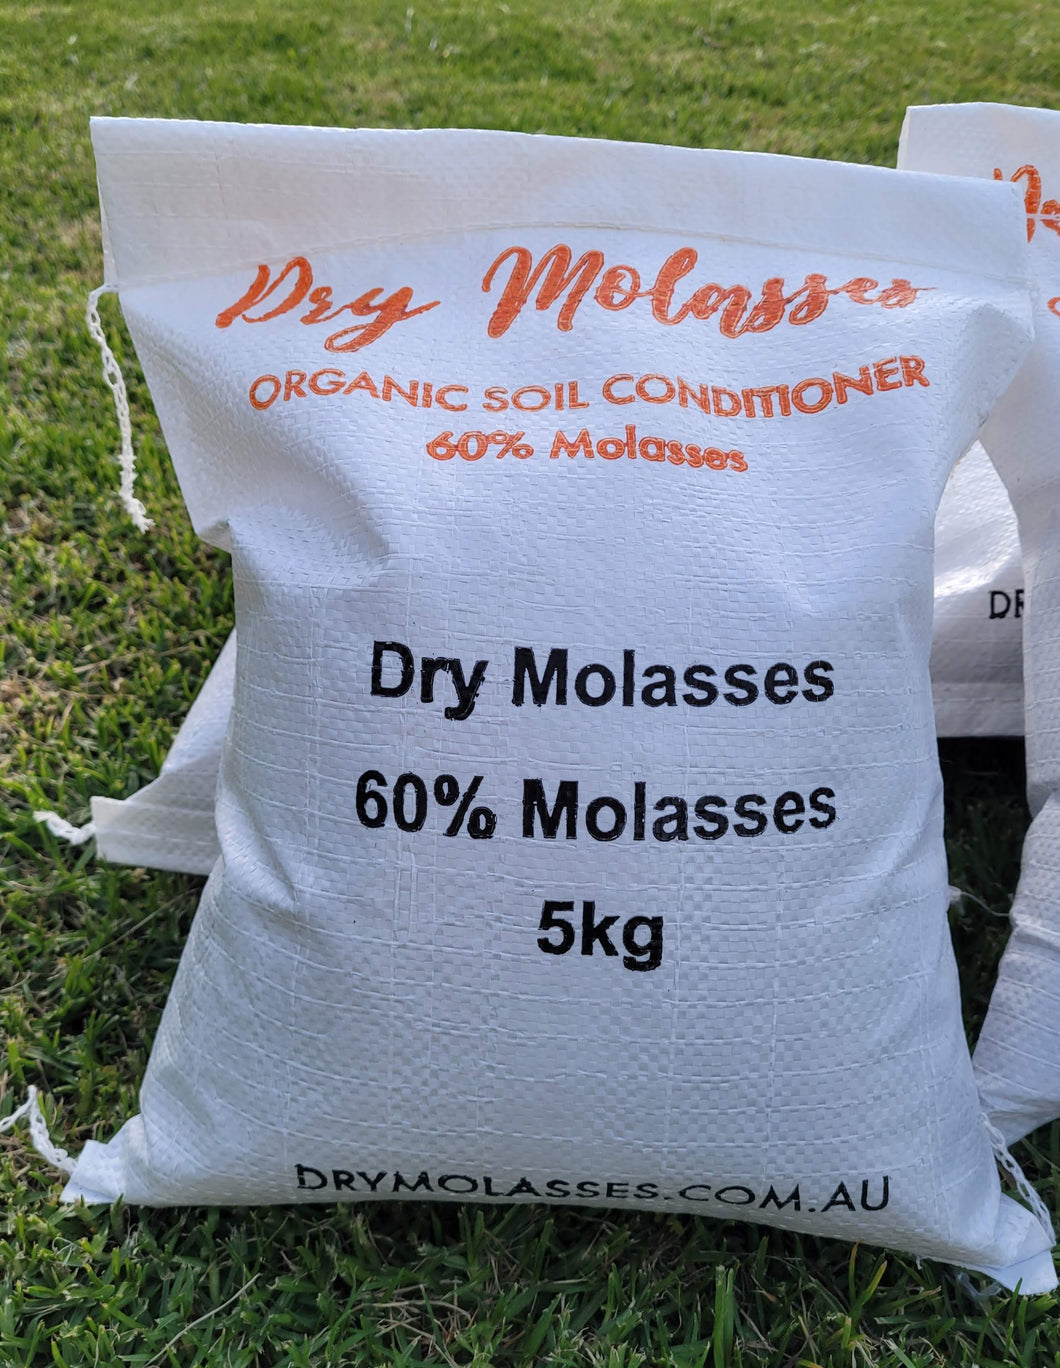 Dry Molasses
ORGANIC SOIL CONDITIONER
60% Molasses
Dry Molasses
60% Molasses
5kg
DRYMOLASSES.COM.AU